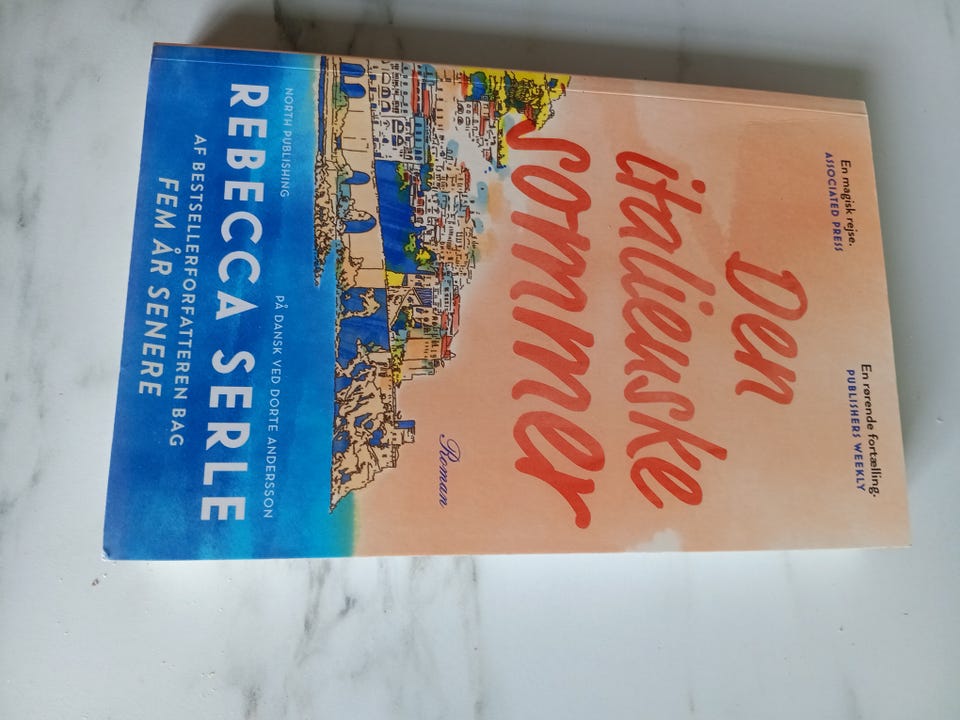 En magisk rejse.
ASSOCIATED PRESS
En rørende fortælling.
PUBLISHERS WEEKLY
Den
italienske
sommer
Roman
NORTH PUBLISHING
PÅ DANSK VED DORTE ANDERSSON
REBECCA SERLE
AF BESTSELLERFORFATTEREN BAG
FEM ÅR SENERE